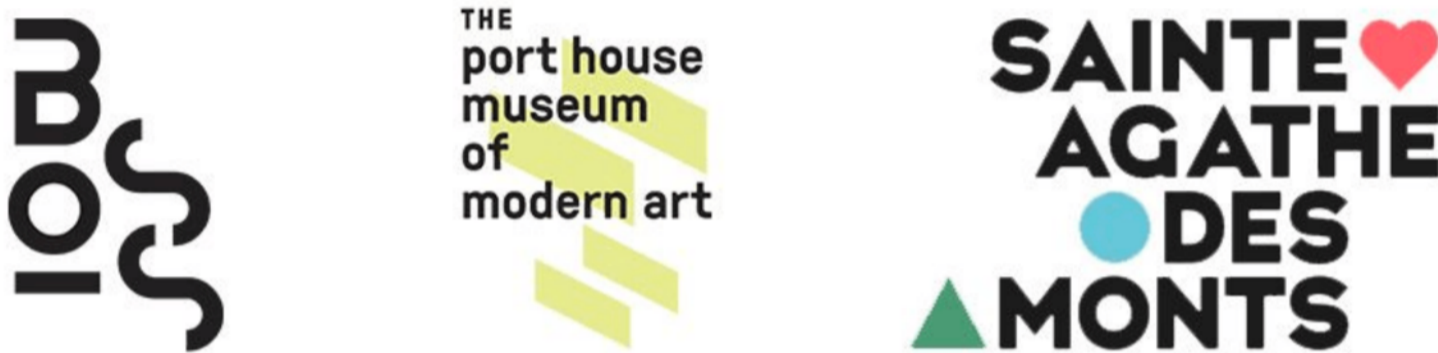 THE
port house
museum
of
modern art
SAINTE
AGATHE
DES
MONTS